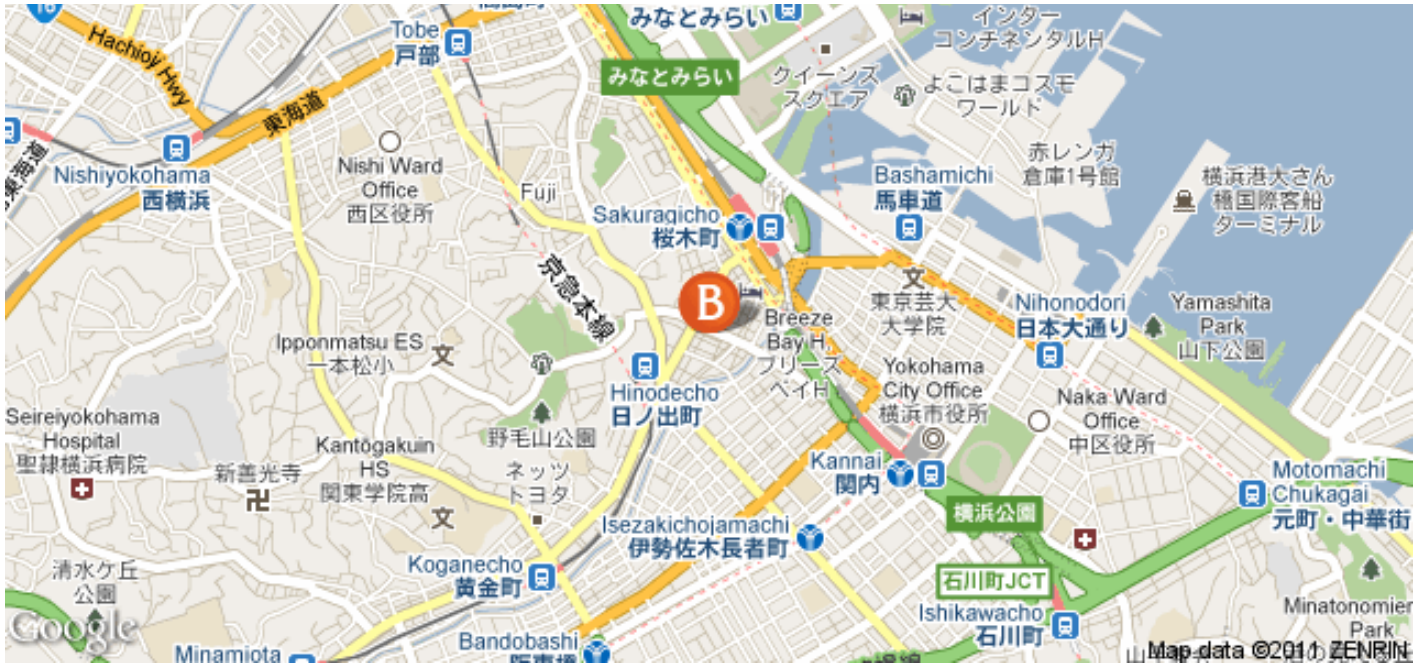 16
みなとみらい
インター
コンチネンタルH
Tobe
戸部
Hachioji Hwy
みなとみらい
クイーンズ
スクエア
よこはまコスモ
ワールド
東海道
Nishi Ward
Office
西区役所
Nishiyokohama
西横浜
Fuji
赤レンガ
倉庫1号館
Bashamichi
馬車道
横浜港大さん
橋国際客船
ターミナル
Sakuragicho
桜木町
京急本線
B
東京芸大
大学院
Nihonodori
日本大通り
Yamashita
Park
山下公園
Breeze
Bay H.
ブリーズ
ベイH
Ipponmatsu ES
一本松小
Hinodecho
日ノ出町
Yokohama
City Office
横浜市役所
Naka Ward
Office
中区役所
Seireiyokohama
Hospital
聖隷横浜病院
野毛山公園
Kantōgakuin
HS
関東学院高
新善光寺
ネッツ
トヨタ
Kannai
関内
Motomachi
Chukagai
元町・中華街
横浜公園
Isezakichojamachi
伊勢佐木長者町
Koganecho
黄金町
清水ケ丘
公園
石川町JCT
Ishikawacho
石川町
Minatonomier
Park
Google
Bandobashi
Minamiota
Map data ©2011 ZENRIN